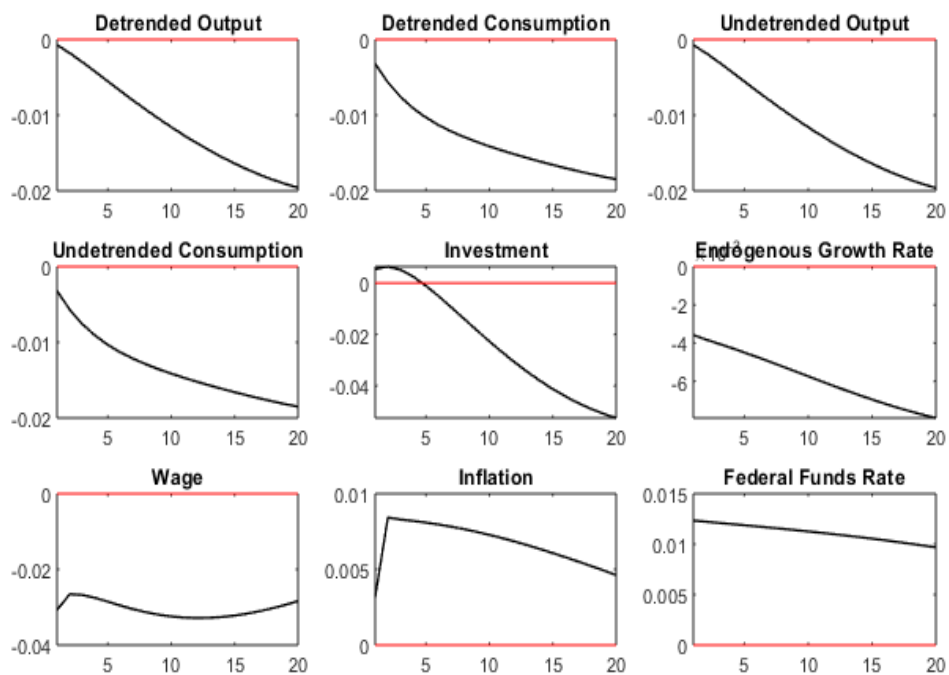 Detrended Output Detrended Consumption Undetrended Output
0 0 0
-0.01 -0.01 -0.01
-0.02 -0.02 -0.02
5 10 15 20 5 10 15 20 5 10 15 20
Undetrended Consumption Investment Endogenous Growth Rate
0 0 0
-0.01 -0.02 -2
-0.02 -0.04 -4
-6
5 10 15 20 5 10 15 20 5 10 15 20
Wage Inflation Federal Funds Rate
0 0.01 0.015
-0.02 0.005 0.01
-0.04 0 0.005
0
5 10 15 20 5 10 15 20 5 10 15 20